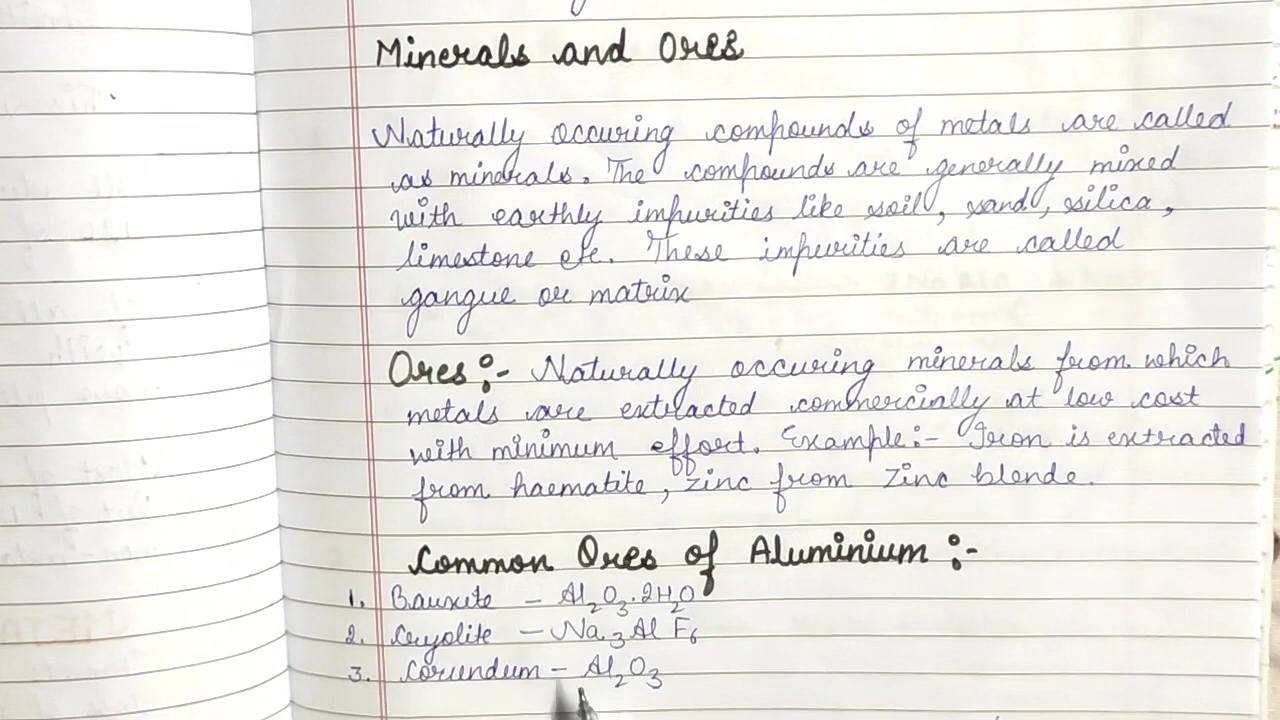 Minerals and Ores
Naturally occuring compounds of metals are called
as minerals. The compounds are generally mixed
with earthly impurities like soil, sand, silica,
limestone etc. These impurities are called
gangue or matrix
Ores:- Naturally occuring minerals from which
metals are extracted commercially at low cost
with minimum effort. Example:- Iron is extracted
from haematite, zinc from zinc blende.
Common Ores of Aluminium :-
1. Bauxite - Al₂O₃.2H₂O
2. Cryolite - Na₃AlF₆
3. Corundum - Al₂O₃